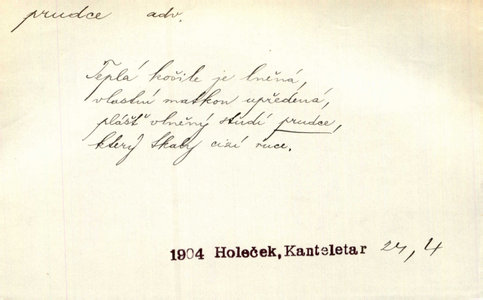 prudce adv.
Teplá košile je lněná,
vlastní matkou upředená,
plášť vlněný studí prudce,
který tkaly cizí ruce.
1904 Holeček, Kanteletar 24, 4